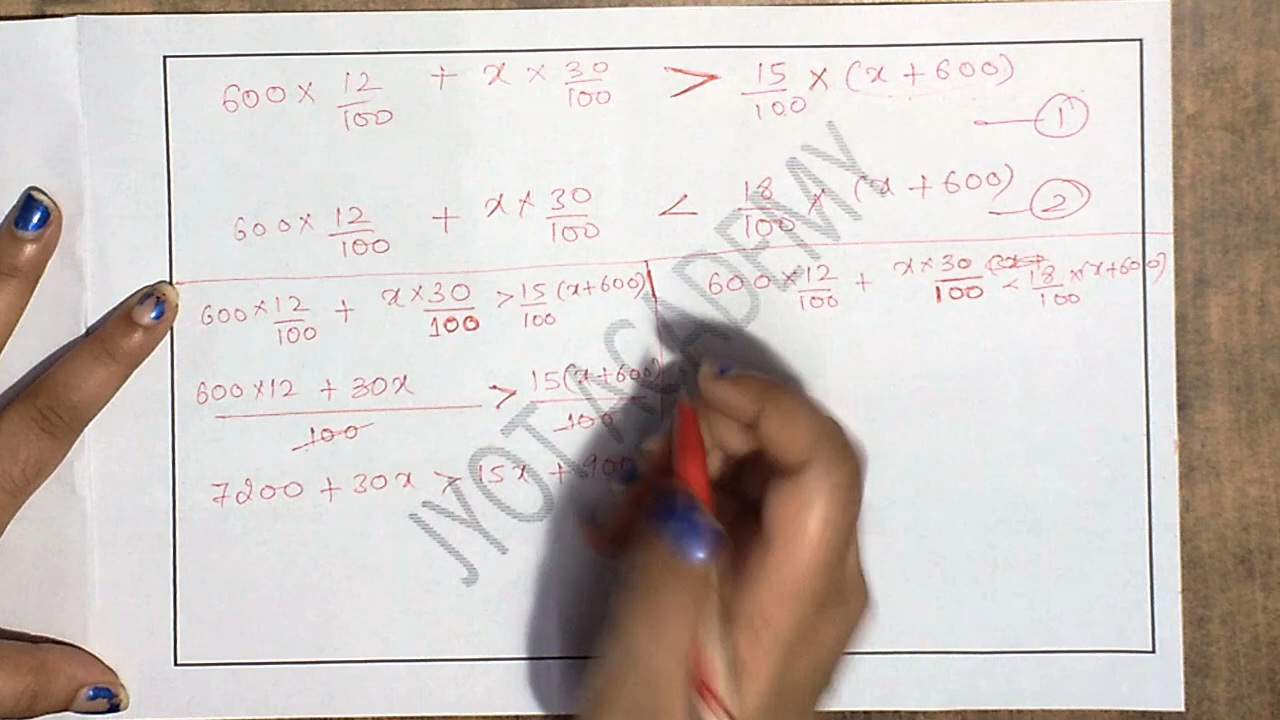 600 × 12/100 + x × 30/100 > 15/100 × (x + 600) —①
600 × 12/100 + x × 30/100 < 18/100 × (x + 600) —②
600 × 12/100 + x × 30/100 > 15/100 (x + 600)
600 × 12 + 30x / 100 > 15(x + 600) / 100
7200 + 30x > 15x + 900
600 × 12/100 + x × 30/100 < 18/100 × (x + 600)
JYOT ACADEMY